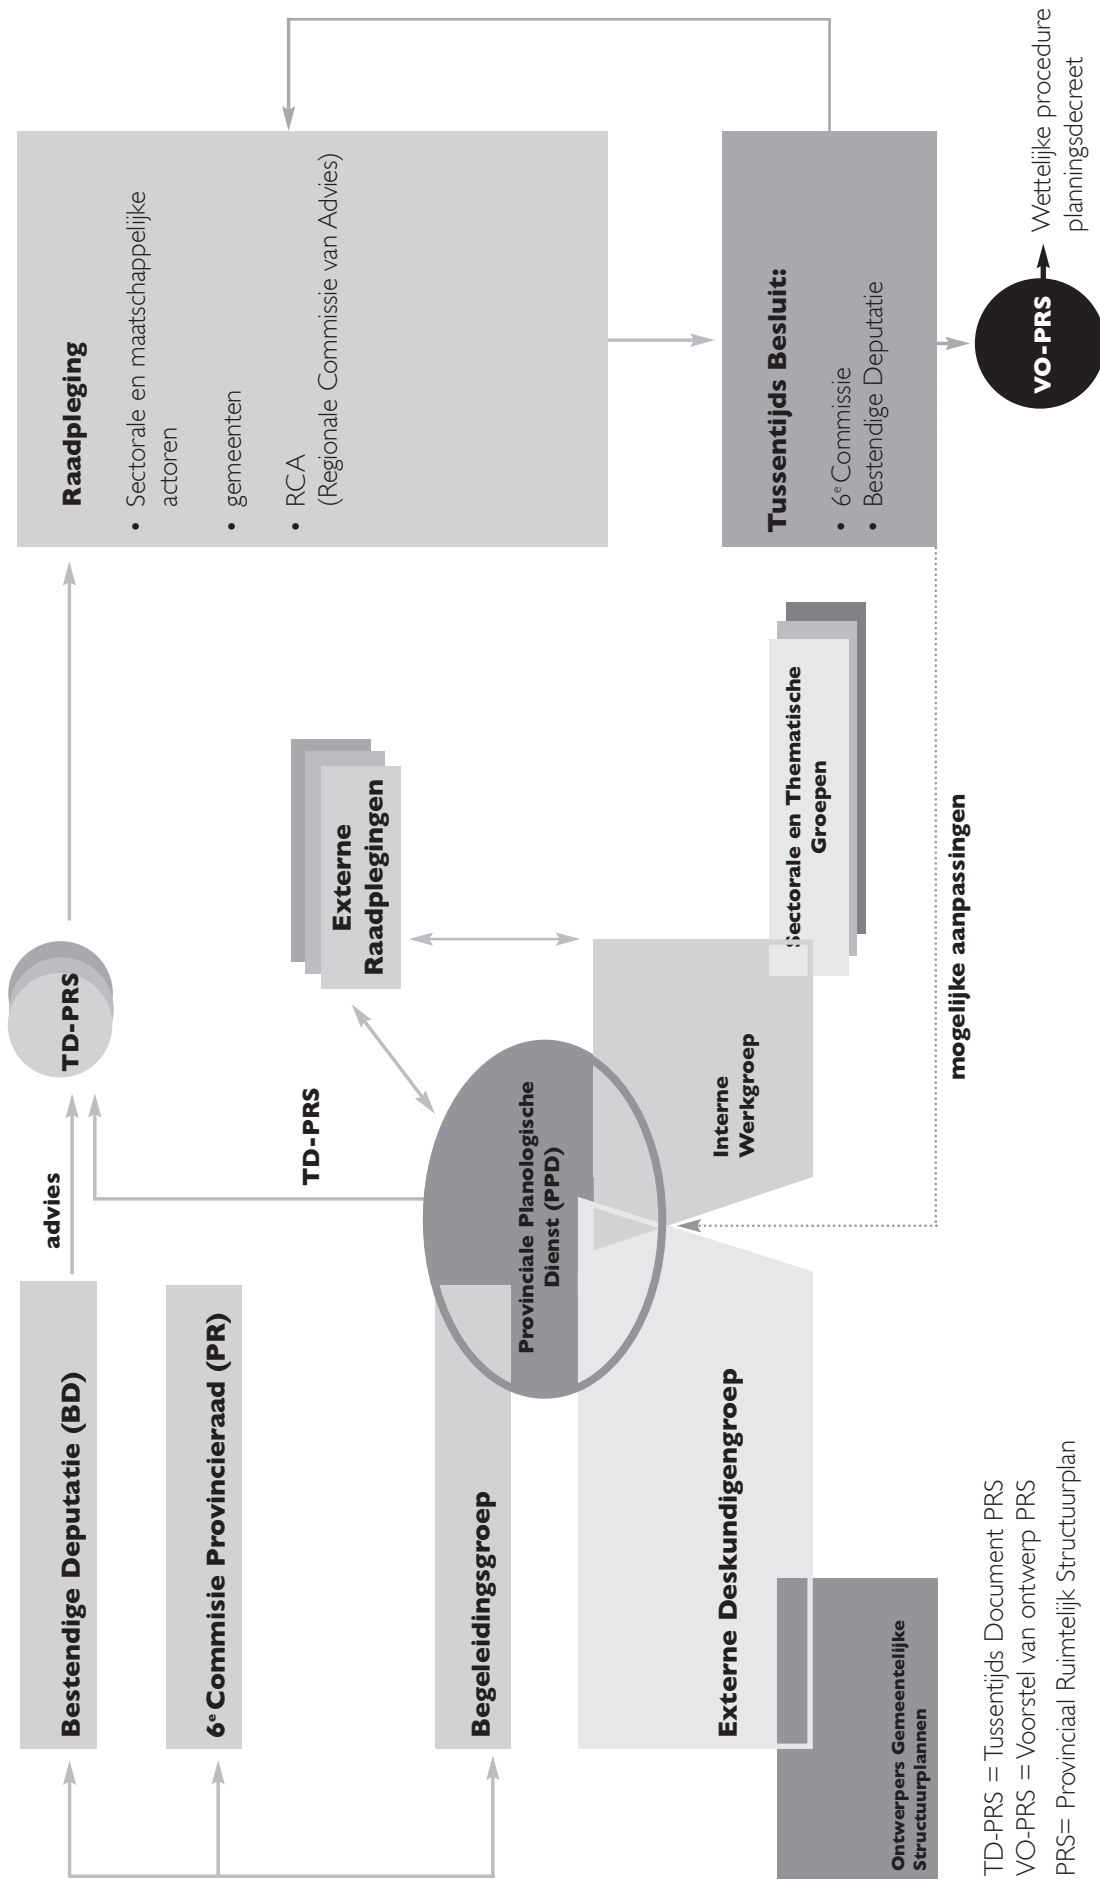 Bestendige Deputatie (BD)
advies
TD-PRS
6e Commisie Provincieraad (PR)
TD-PRS
Begeleidingsgroep
Provinciale Planologische
Dienst (PPD)
Externe
Raadplegingen
Externe Deskundigengroep
Interne
Werkgroep
Sectorale en Thematische
Groepen
Ontwerpers Gemeentelijke
Structuurplannen
mogelijke aanpassingen
Raadpleging
• Sectorale en maatschappelijke
actoren
• gemeenten
• RCA
(Regionale Commissie van Advies)
Tussentijds Besluit:
• 6e Commissie
• Bestendige Deputatie
VO-PRS
Wettelijke procedure
planningsdecreet
TD-PRS = Tussentijds Document PRS
VO-PRS = Voorstel van ontwerp PRS
PRS= Provinciaal Ruimtelijk Structuurplan